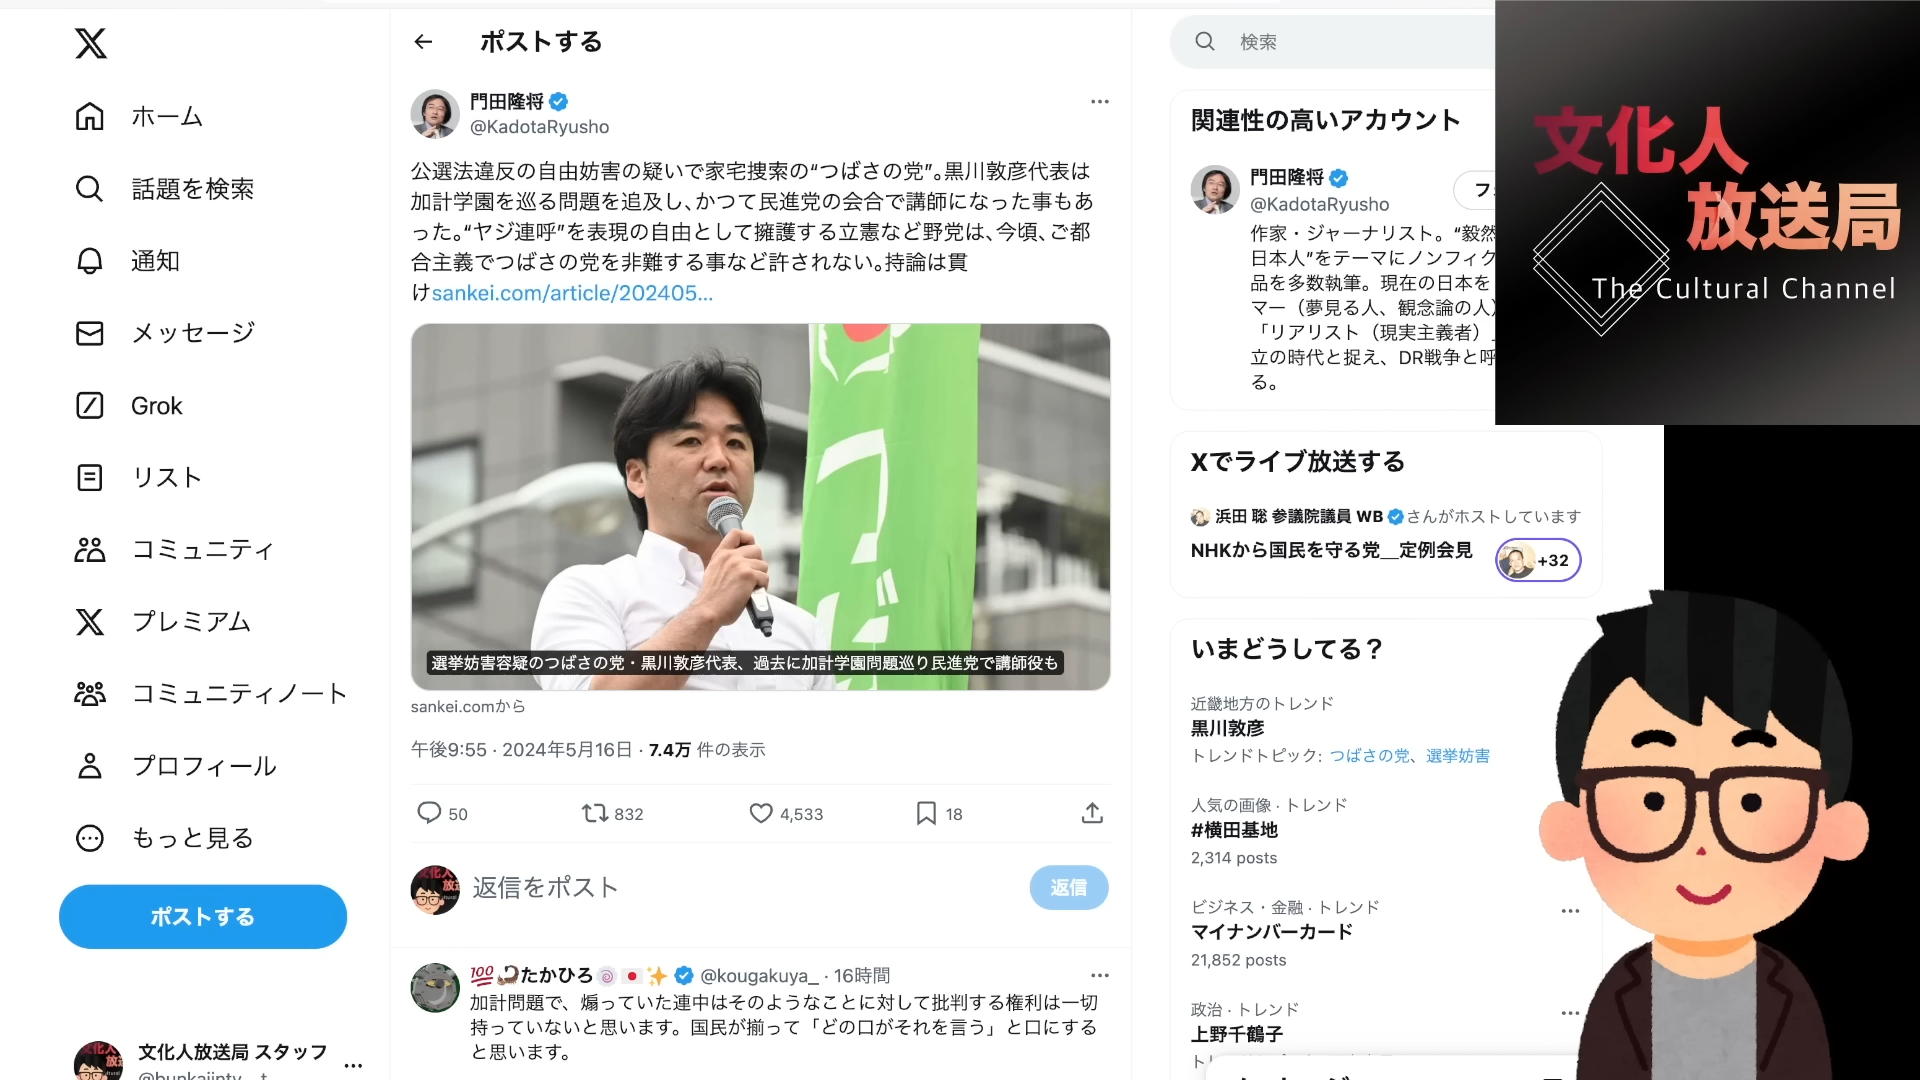 ホーム
話題を検索
通知
メッセージ
Grok
リスト
コミュニティ
プレミアム
コミュニティノート
プロフィール
もっと見る
ポストする
文化人放送局 スタッフ
ポストする
門田隆将
@KadotaRyusho
公選法違反の自由妨害の疑いで家宅捜索の“つばさの党”。黒川敦彦代表は
加計学園を巡る問題を追及し、かつて民進党の会合で講師になった事もあ
った。“ヤジ連呼”を表現の自由として擁護する立憲など野党は、今頃、ご都
合主義でつばさの党を非難する事など許されない。持論は貫
けsankei.com/article/202405…
選挙妨害容疑のつばさの党・黒川敦彦代表、過去に加計学園問題巡り民進党で講師役も
sankei.comから
午後9:55 · 2024年5月16日 · 7.4万 件の表示
50 832 4,533 18
返信をポスト
返信
💯🦂たかひろ🍥🇯🇵✨ @kougakuya_ · 16時間
加計問題で、煽っていた連中はそのようなことに対して批判する権利は一切
持っていないと思います。国民が揃って「どの口がそれを言う」と口にする
と思います。
検索
関連性の高いアカウント
門田隆将
@KadotaRyusho
フ
作家・ジャーナリスト。“毅然
日本人”をテーマにノンフィク
品を多数執筆。現在の日本を
マー（夢見る人、観念論の人）
「リアリスト（現実主義者）
立の時代と捉え、DR戦争と呼
る。
Xでライブ放送する
浜田 聡 参議院議員 WB さんがホストしています
NHKから国民を守る党__定例会見
+32
いまどうしてる？
近畿地方のトレンド
黒川敦彦
トレンドトピック: つばさの党、選挙妨害
人気の画像 · トレンド
#横田基地
2,314 posts
ビジネス・金融 · トレンド
マイナンバーカード
21,852 posts
政治 · トレンド
上野千鶴子
文化人
放送局
The Cultural Channel